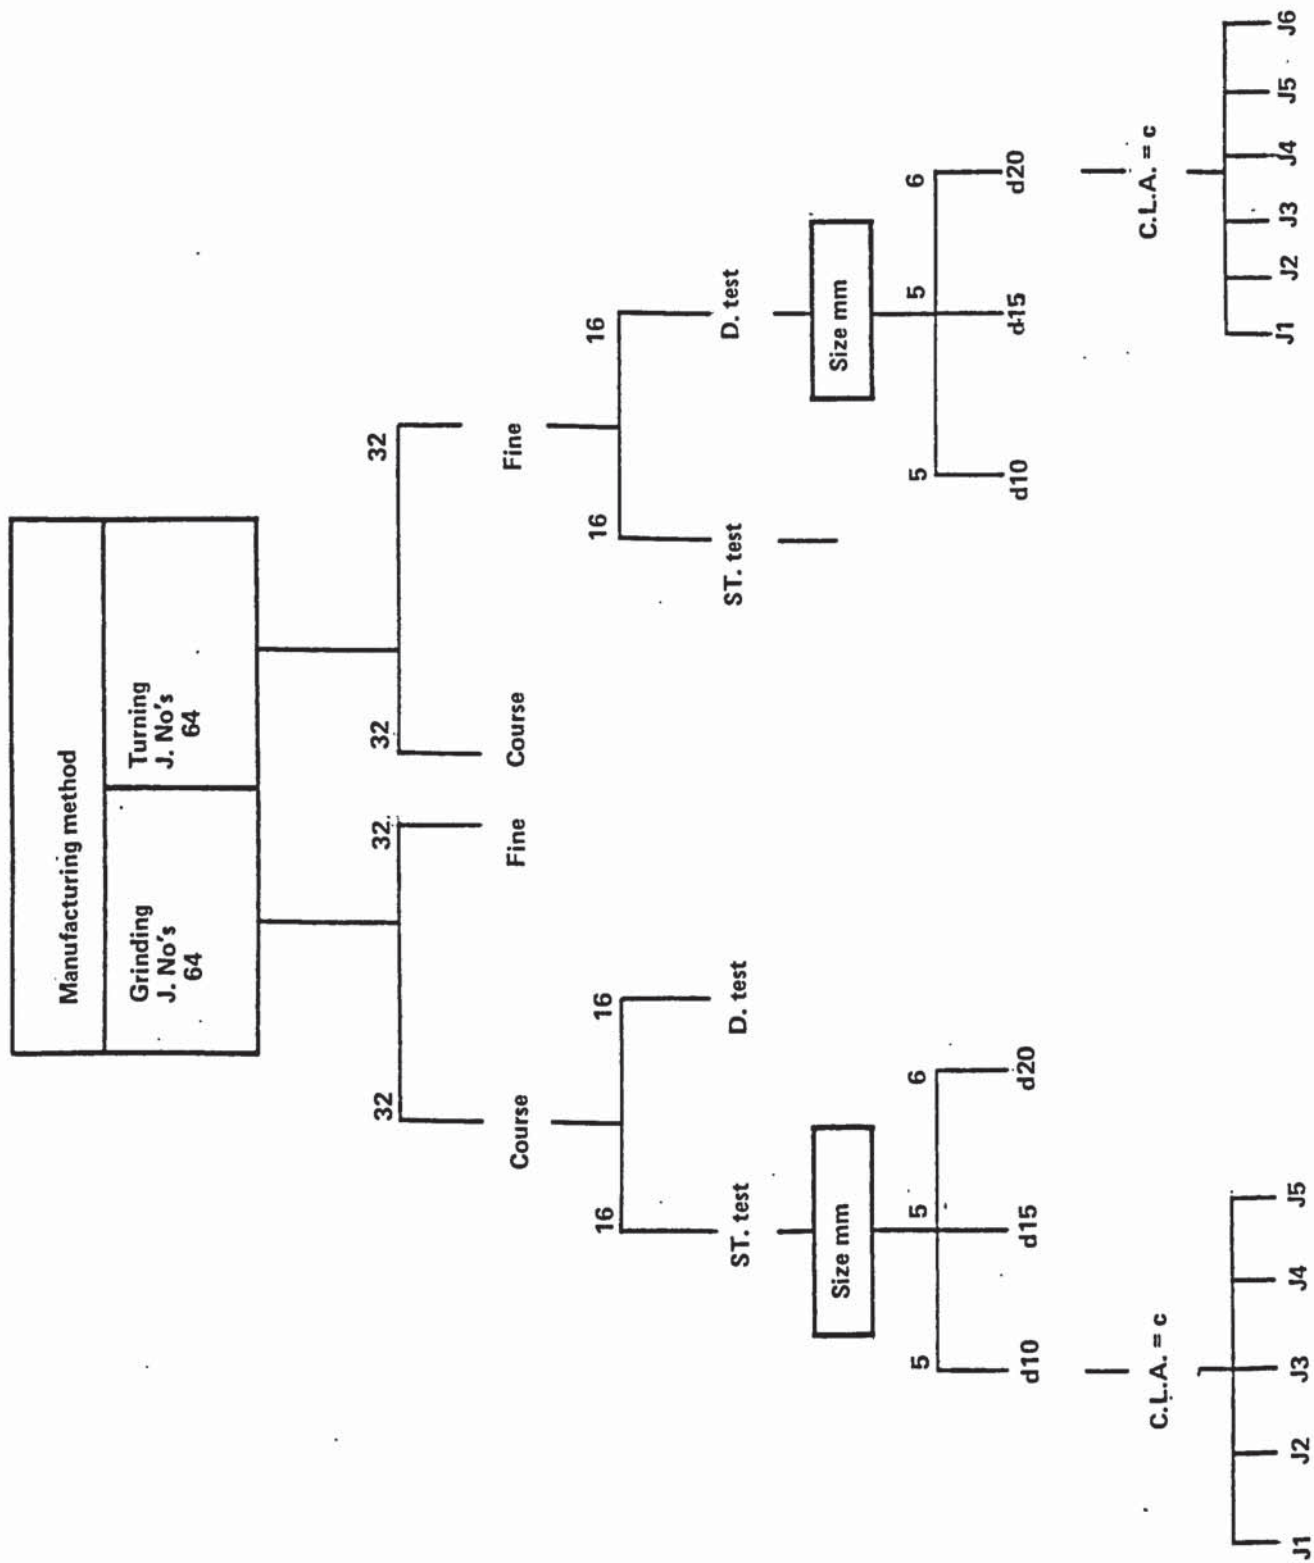 Manufacturing method
Grinding
J. No's
64
Turning
J. No's
64
32
32
32
32
Course
Fine
Course
Fine
16
16
16
16
ST. test
D. test
ST. test
D. test
Size mm
Size mm
5
5
6
5
5
6
d10
d15
d20
d10
d-15
d20
C.L.A. = c
C.L.A. = c
J1
J2
J3
J4
J5
J1
J2
J3
J4
J5
J6